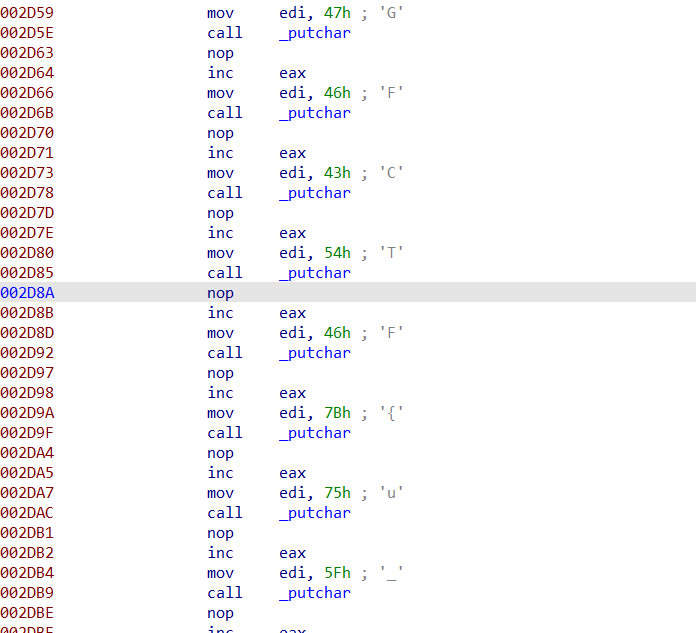 002D59 mov edi, 47h ; 'G'
002D5E call _putchar
002D63 nop
002D64 inc eax
002D66 mov edi, 46h ; 'F'
002D6B call _putchar
002D70 nop
002D71 inc eax
002D73 mov edi, 43h ; 'C'
002D78 call _putchar
002D7D nop
002D7E inc eax
002D80 mov edi, 54h ; 'T'
002D85 call _putchar
002D8A nop
002D8B inc eax
002D8D mov edi, 46h ; 'F'
002D92 call _putchar
002D97 nop
002D98 inc eax
002D9A mov edi, 7Bh ; '{'
002D9F call _putchar
002DA4 nop
002DA5 inc eax
002DA7 mov edi, 75h ; 'u'
002DAC call _putchar
002DB1 nop
002DB2 inc eax
002DB4 mov edi, 5Fh ; '_'
002DB9 call _putchar
002DBE nop
002DBF inc eax